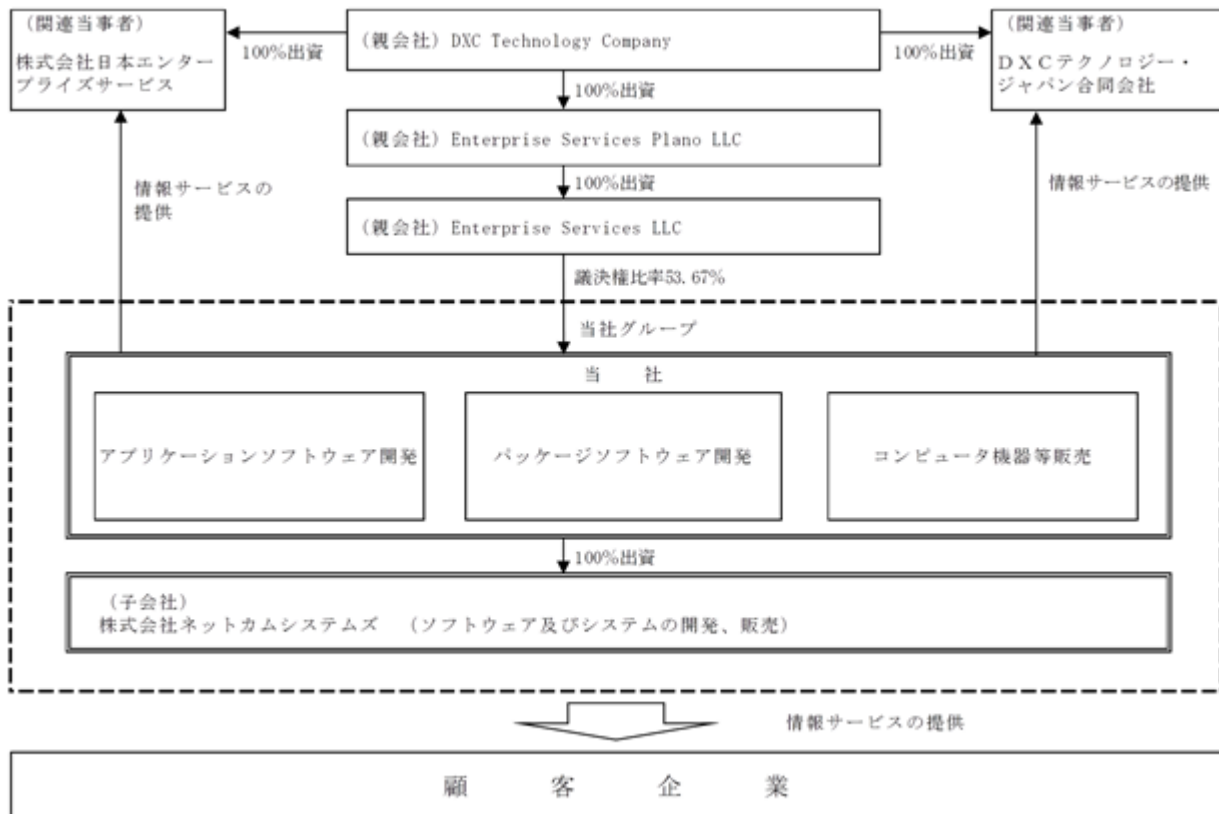 （関連当事者）
株式会社日本エンター
プライズサービス
100%出資
（親会社）DXC Technology Company
100%出資
（関連当事者）
ＤＸＣテクノロジー・
ジャパン合同会社
100%出資
（親会社）Enterprise Services Plano LLC
100%出資
情報サービスの
提供
情報サービスの提供
（親会社）Enterprise Services LLC
議決権比率53.67%
当社グループ
当　　社
アプリケーションソフトウェア開発
パッケージソフトウェア開発
コンピュータ機器等販売
100%出資
（子会社）
株式会社ネットカムシステムズ　（ソフトウェア及びシステムの開発、販売）
情報サービスの提供
顧　客　企　業